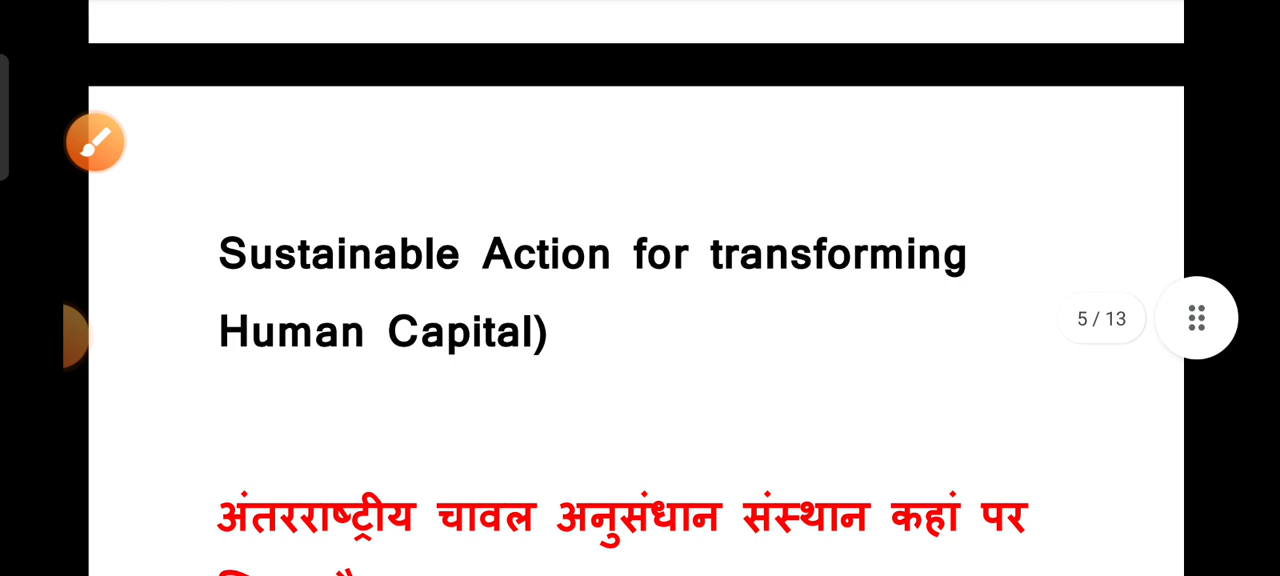 Sustainable Action for transforming
Human Capital)
5 / 13
अंतरराष्ट्रीय चावल अनुसंधान संस्थान कहां पर